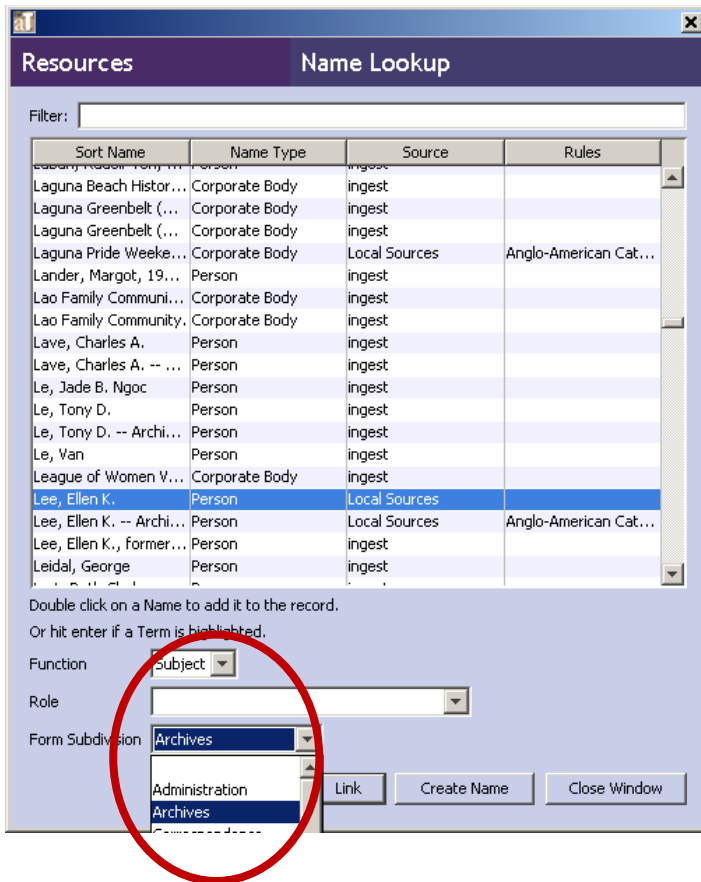 aT
Resources Name Lookup
Filter:
Sort Name Name Type Source Rules
Laban, Rudolf Person ingest
Laguna Beach Histor... Corporate Body ingest
Laguna Greenbelt (... Corporate Body ingest
Laguna Greenbelt (... Corporate Body ingest
Laguna Pride Weeke... Corporate Body Local Sources Anglo-American Cat...
Lander, Margot, 19... Person ingest
Lao Family Communi... Corporate Body ingest
Lao Family Community. Corporate Body ingest
Lave, Charles A. Person ingest
Lave, Charles A. -- ... Person ingest
Le, Jade B. Ngoc Person ingest
Le, Tony D. Person ingest
Le, Tony D. -- Archi... Person ingest
Le, Van Person ingest
League of Women V... Corporate Body ingest
Lee, Ellen K. Person Local Sources
Lee, Ellen K. -- Archi... Person Local Sources Anglo-American Cat...
Lee, Ellen K., former... Person ingest
Leidal, George Person ingest
Double click on a Name to add it to the record.
Or hit enter if a Term is highlighted.
Function Subject
Role
Form Subdivision Archives
Administration
Link Create Name Close Window
Archives
Correspondence